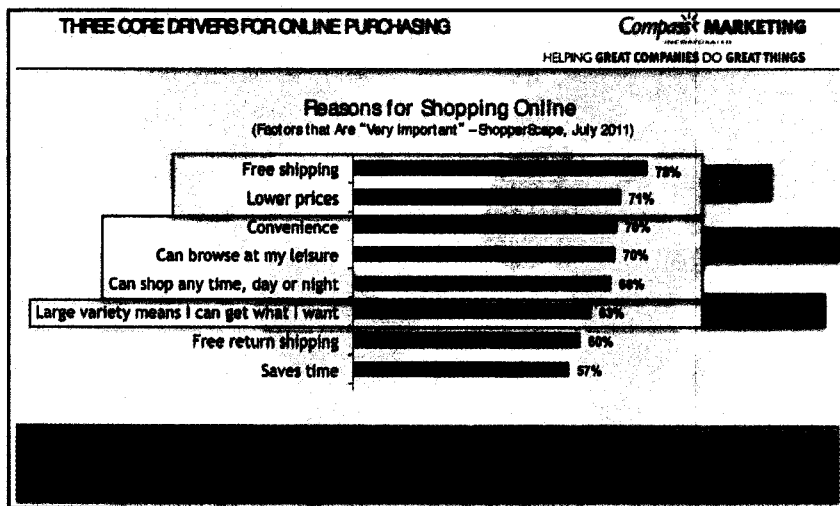 THREE CORE DRIVERS FOR ONLINE PURCHASING
Compass MARKETING
INCORPORATED
HELPING GREAT COMPANIES DO GREAT THINGS
Reasons for Shopping Online
(Factors that Are "Very Important" – ShopperScape, July 2011)
Free shipping
Lower prices 71%
Convenience 70%
Can browse at my leisure 70%
Can shop any time, day or night
Large variety means I can get what I want 63%
Free return shipping 60%
Saves time 57%